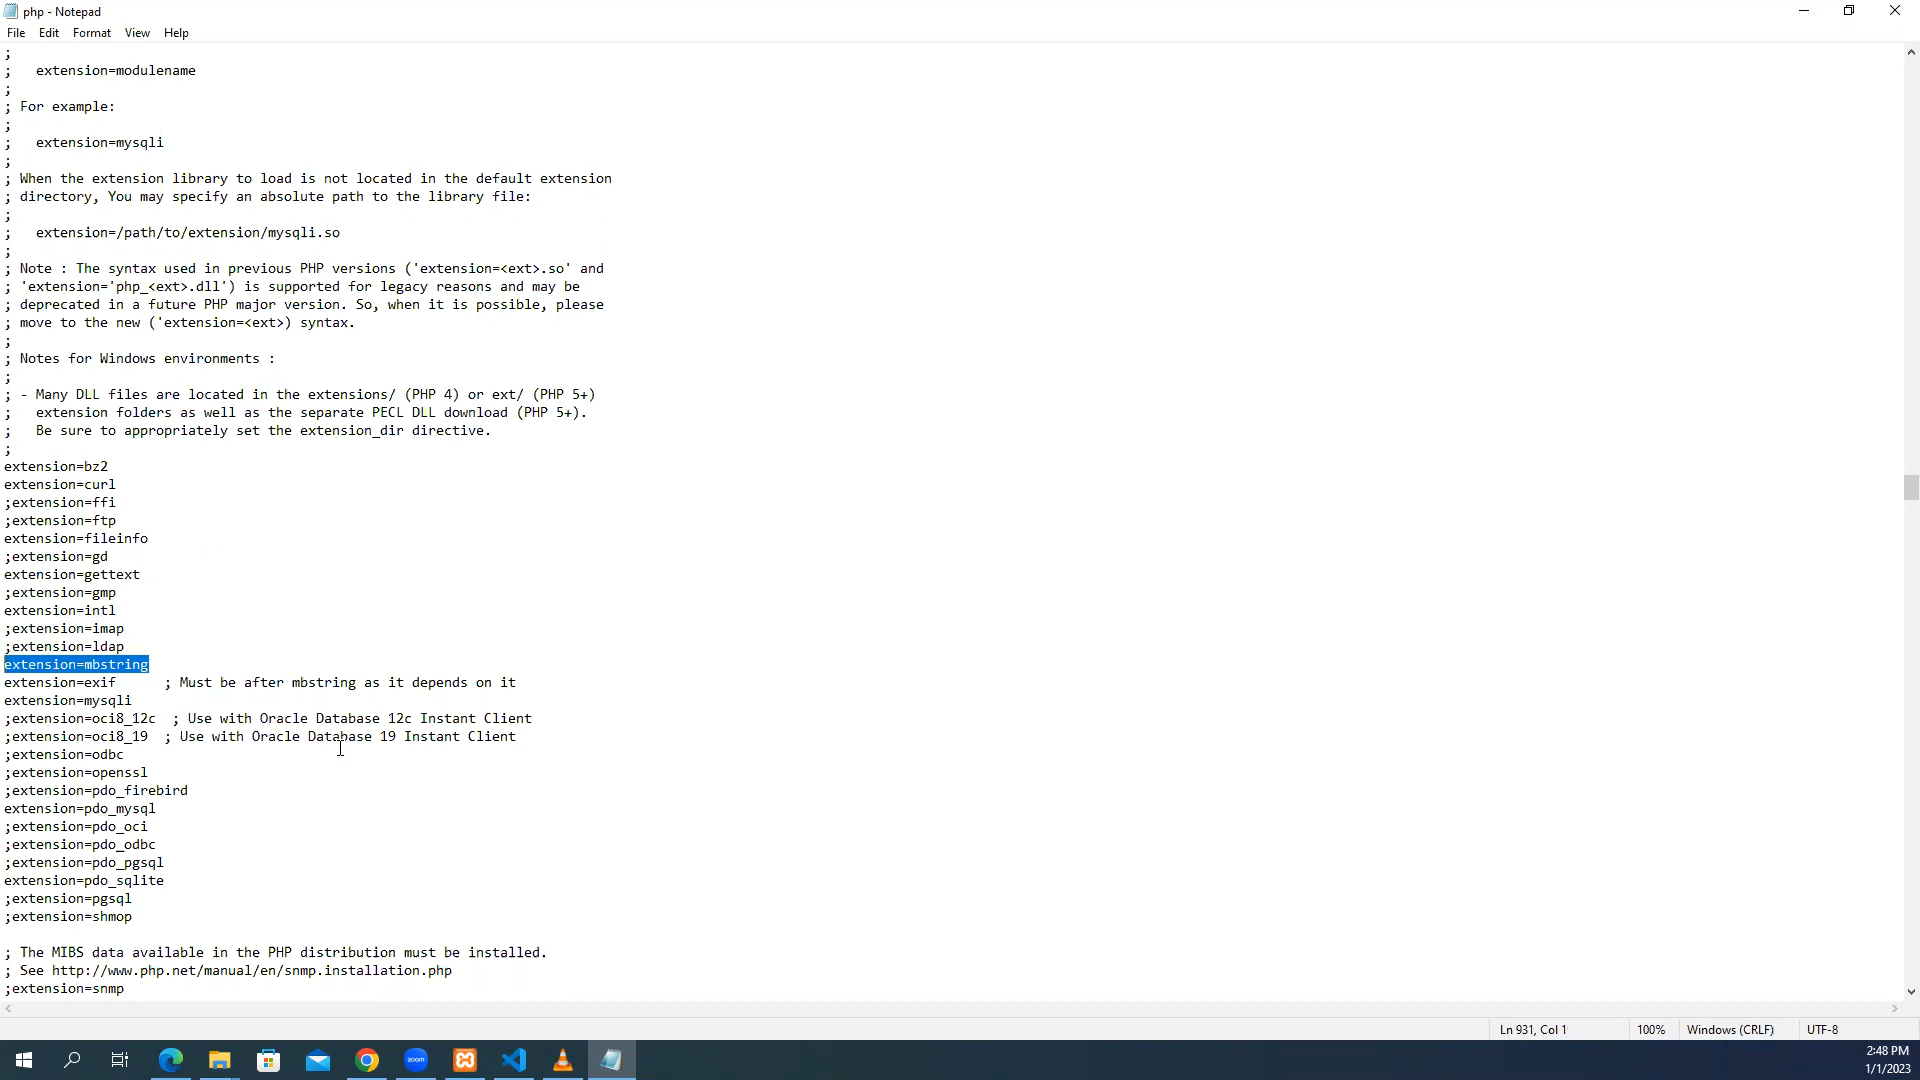 php - Notepad
File Edit Format View Help
;
;   extension=modulename
;
; For example:
;
;   extension=mysqli
;
; When the extension library to load is not located in the default extension
; directory, You may specify an absolute path to the library file:
;
;   extension=/path/to/extension/mysqli.so
;
; Note : The syntax used in previous PHP versions ('extension=<ext>.so' and
; 'extension='php_<ext>.dll') is supported for legacy reasons and may be
; deprecated in a future PHP major version. So, when it is possible, please
; move to the new ('extension=<ext>) syntax.
;
; Notes for Windows environments :
;
; - Many DLL files are located in the extensions/ (PHP 4) or ext/ (PHP 5+)
;   extension folders as well as the separate PECL DLL download (PHP 5+).
;   Be sure to appropriately set the extension_dir directive.
;
extension=bz2
extension=curl
;extension=ffi
;extension=ftp
extension=fileinfo
;extension=gd
extension=gettext
;extension=gmp
extension=intl
;extension=imap
;extension=ldap
extension=mbstring
extension=exif      ; Must be after mbstring as it depends on it
extension=mysqli
;extension=oci8_12c  ; Use with Oracle Database 12c Instant Client
;extension=oci8_19  ; Use with Oracle Database 19 Instant Client
;extension=odbc
;extension=openssl
;extension=pdo_firebird
extension=pdo_mysql
;extension=pdo_oci
;extension=pdo_odbc
;extension=pdo_pgsql
extension=pdo_sqlite
;extension=pgsql
;extension=shmop
; The MIBS data available in the PHP distribution must be installed.
; See http://www.php.net/manual/en/snmp.installation.php
;extension=snmp
Ln 931, Col 1 100% Windows (CRLF) UTF-8
zoom
2:48 PM
1/1/2023